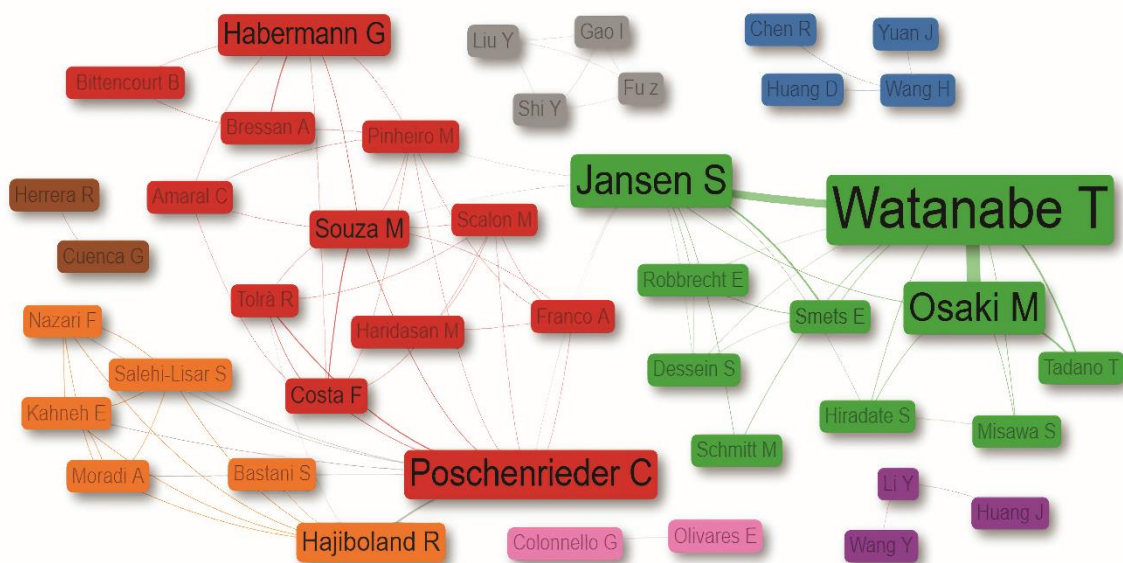 Habermann G
Liu Y
Gao I
Chen R
Yuan J
Bittencourt B
Fu z
Huang D
Wang H
Shi Y
Bressan A
Pinheiro M
Jansen S
Watanabe T
Herrera R
Amaral C
Souza M
Scalon M
Cuenca G
Robbrecht E
Tolrà R
Nazari F
Haridasan M
Franco A
Smets E
Osaki M
Salehi-Lisar S
Dessein S
Tadano T
Costa F
Kahneh E
Hiradate S
Misawa S
Schmitt M
Moradi A
Bastani S
Poschenrieder C
Li Y
Huang J
Hajiboland R
Colonnello G
Olivares E
Wang Y